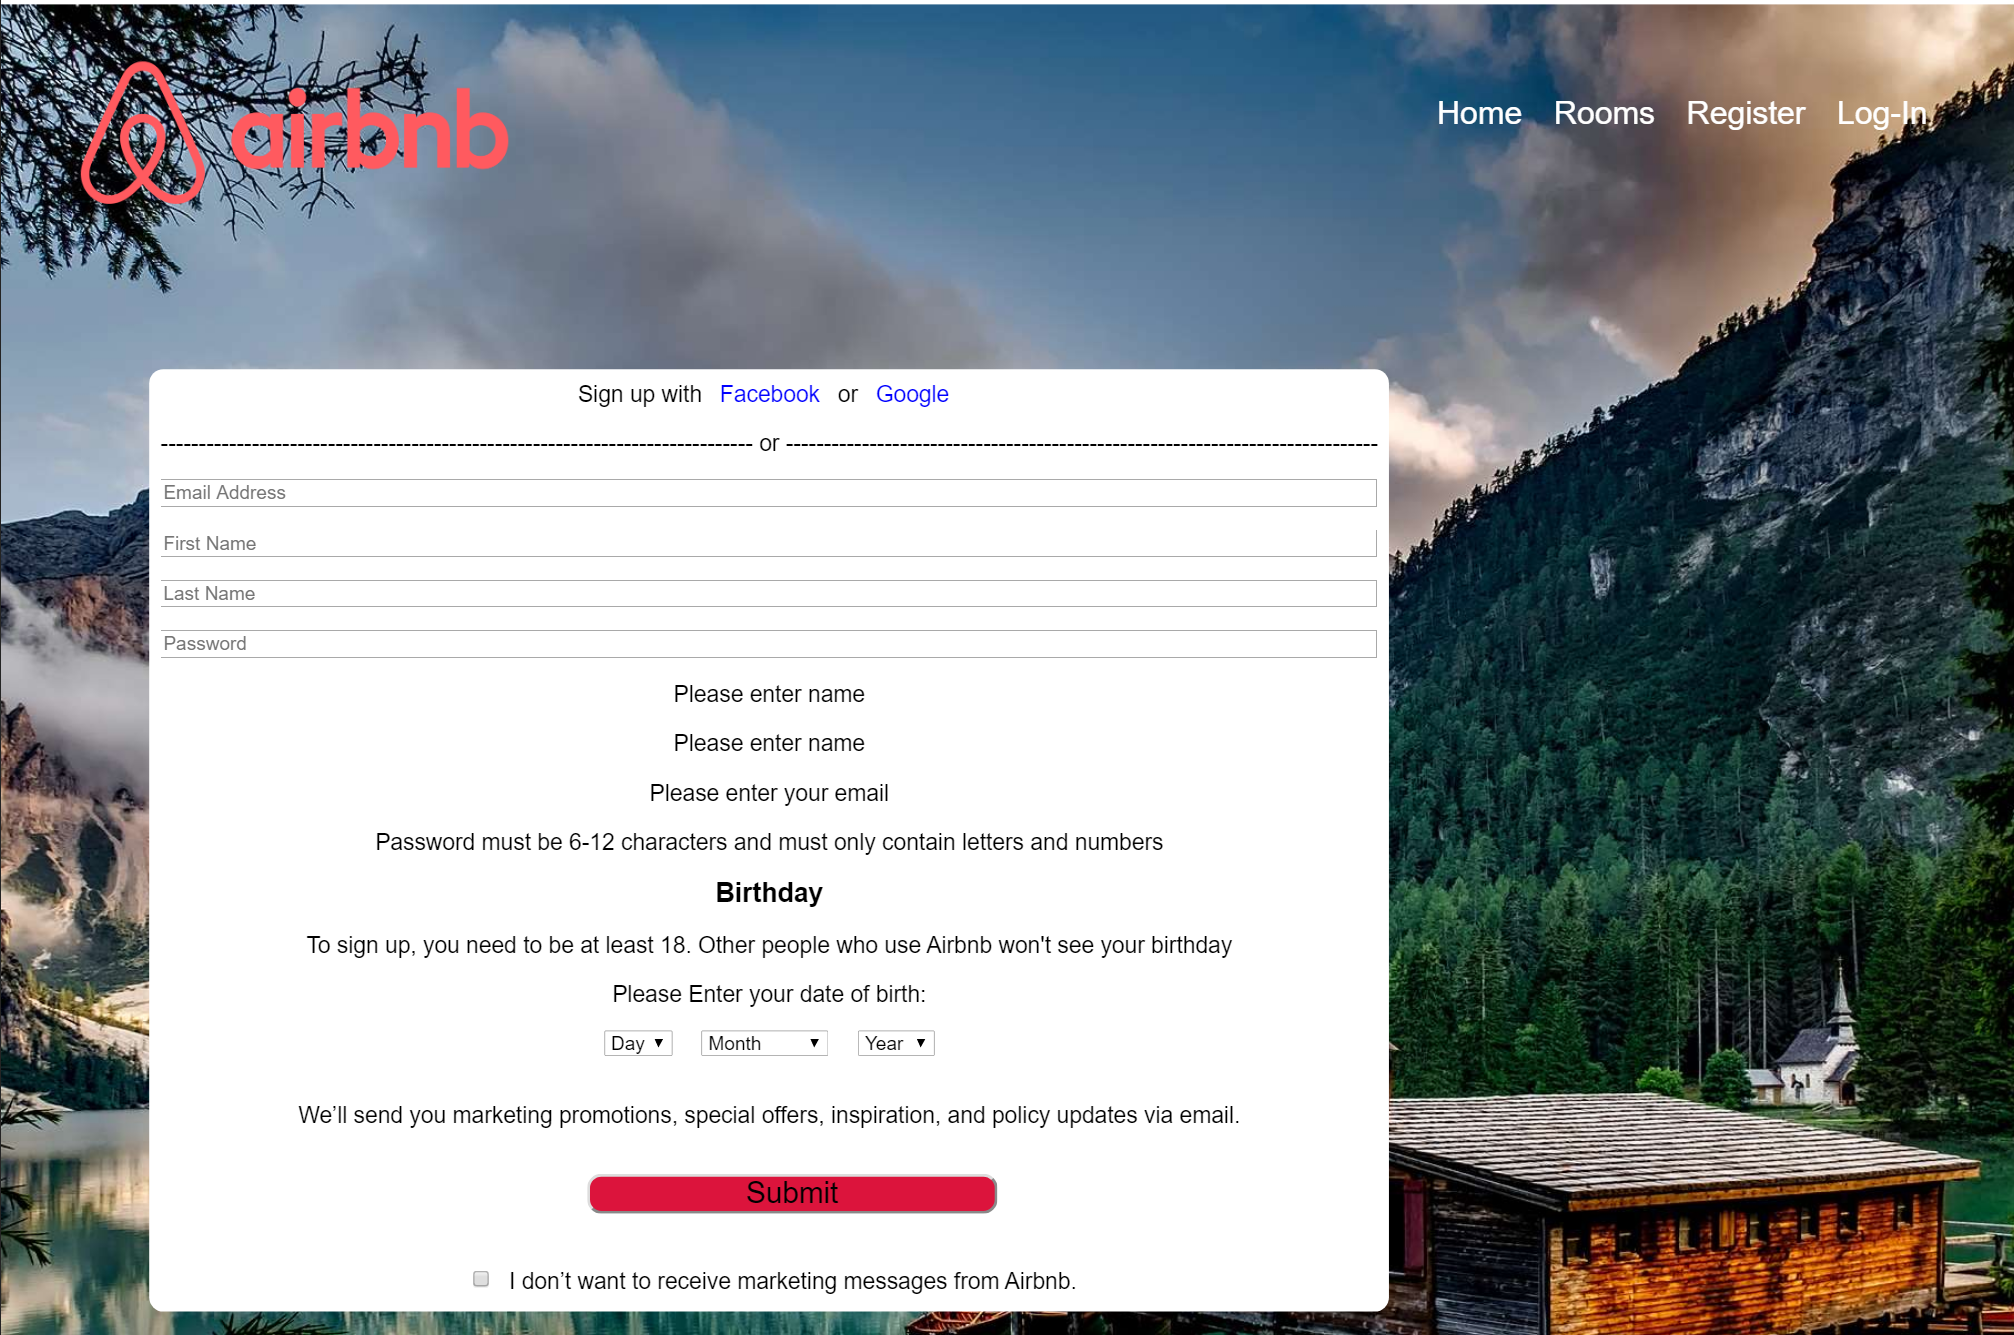 airbnb
Home Rooms Register Log-In
Sign up with Facebook or Google
------------------------------------------------------------------------------- or -------------------------------------------------------------------------------
Email Address
First Name
Last Name
Password
Please enter name
Please enter name
Please enter your email
Password must be 6-12 characters and must only contain letters and numbers
Birthday
To sign up, you need to be at least 18. Other people who use Airbnb won't see your birthday
Please Enter your date of birth:
Day Month Year
We’ll send you marketing promotions, special offers, inspiration, and policy updates via email.
Submit
I don’t want to receive marketing messages from Airbnb.